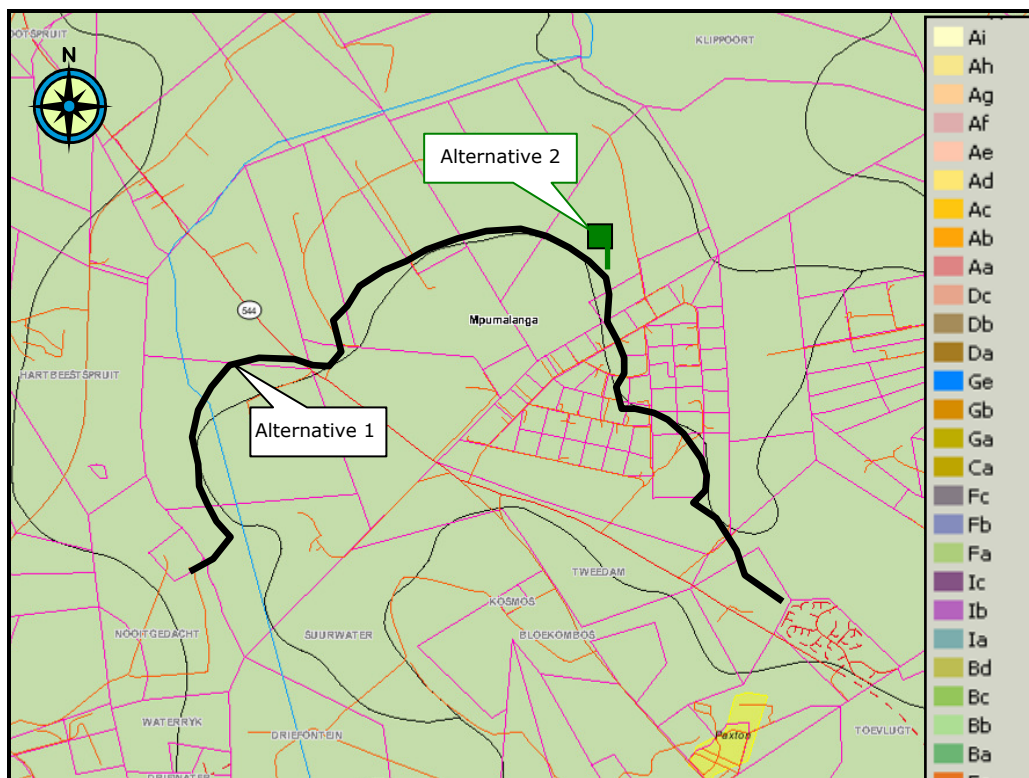 OOTSPRUIT
KLIPPOORT
N
Alternative 2
544
Mpumalanga
HARTBEESTSPRUIT
Alternative 1
TWEEDAM
KOSMOS
NOOITGEDACHT
SUURWATER
BLOEKOMBOS
WATERRYK
DRIEFONTEIN
Paxton
TOEVLUGT
Ai
Ah
Ag
Af
Ae
Ad
Ac
Ab
Aa
Dc
Db
Da
Ge
Gb
Ga
Ca
Fc
Fb
Fa
Ic
Ib
Ia
Bd
Bc
Bb
Ba